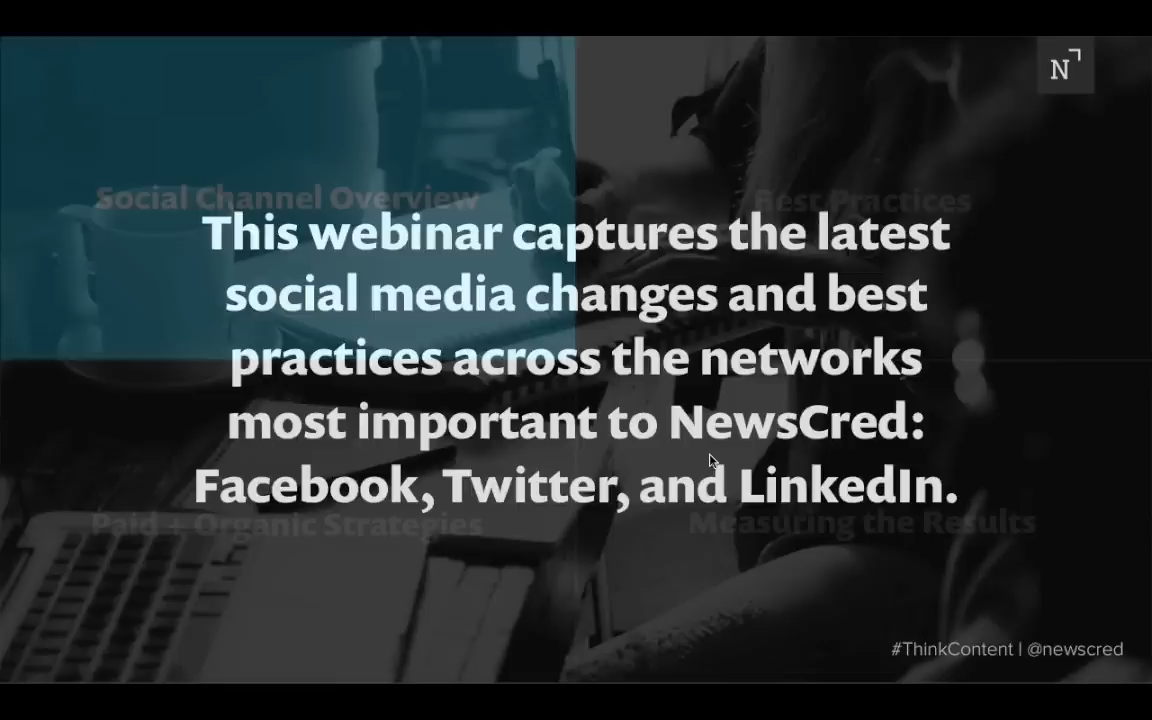 N
Social Channel Overview
Best Practices
This webinar captures the latest
social media changes and best
practices across the networks
most important to NewsCred:
Facebook, Twitter, and LinkedIn.
Paid + Organic Strategies
Measuring the Results
#ThinkContent | @newscred